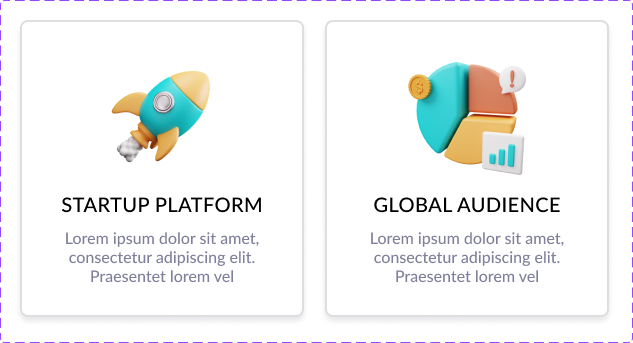 STARTUP PLATFORM
Lorem ipsum dolor sit amet,
consectetur adipiscing elit.
Praesentet lorem vel
GLOBAL AUDIENCE
Lorem ipsum dolor sit amet,
consectetur adipiscing elit.
Praesentet lorem vel